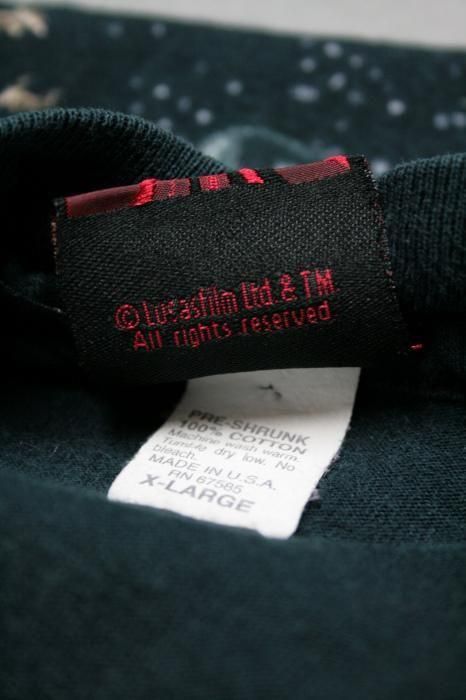 © Lucasfilm Ltd & TM
All rights reserved
PRE-SHRUNK
100% COTTON
Machine wash warm.
Tumble dry low. No
bleach.
MADE IN U.S.A.
RN 67585
X-LARGE